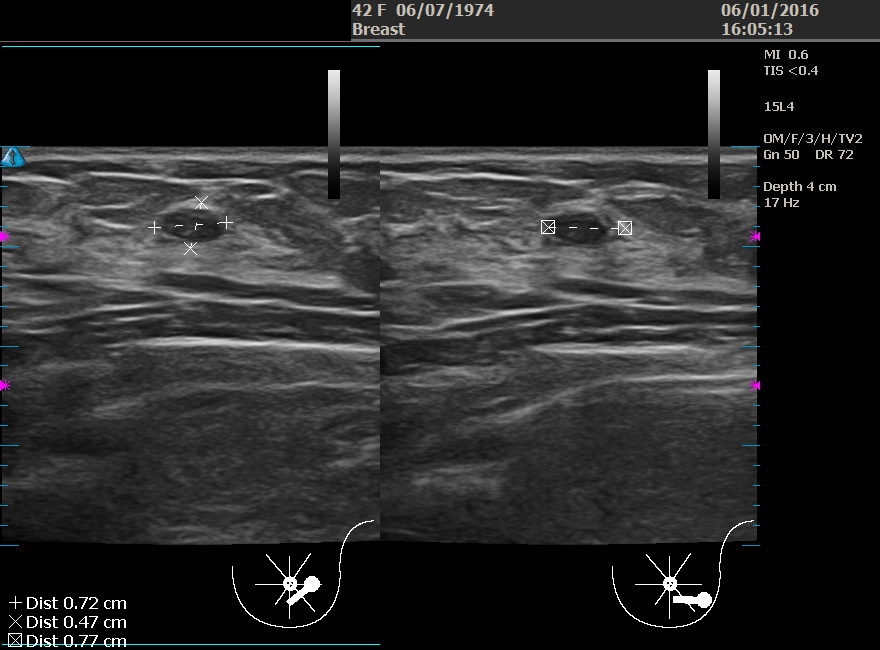 42 F 06/07/1974 06/01/2016
Breast 16:05:13
MI 0.6
TIS <0.4
15L4
OM/F/3/H/TV2
Gn 50 DR 72
Depth 4 cm
17 Hz
Dist 0.72 cm
Dist 0.47 cm
Dist 0.77 cm